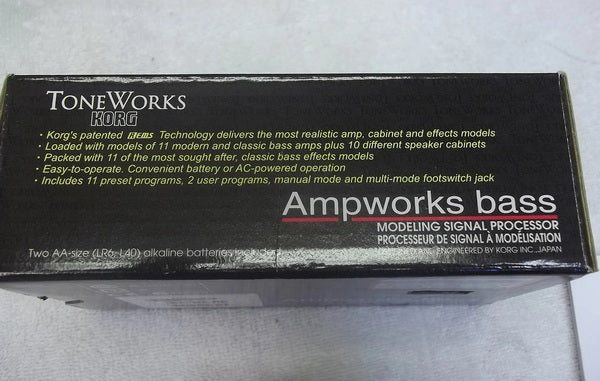 TONEWORKS
KORG
· Korg's patented REMS Technology delivers the most realistic amp, cabinet and effects models
· Loaded with models of 11 modern and classic bass amps plus 10 different speaker cabinets
· Packed with 11 of the most sought after, classic bass effects models
· Easy-to-operate. Convenient battery or AC-powered operation
· Includes 11 preset programs, 2 user programs, manual mode and multi-mode footswitch jack
Ampworks bass
MODELING SIGNAL PROCESSOR
PROCESSEUR DE SIGNAL À MODÉLISATION
Two AA-size (LR6, L40) alkaline batteries included.
ENGINEERED BY KORG INC., JAPAN